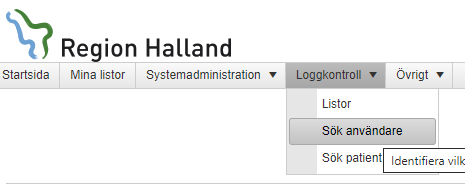 Region Halland
Startsida Mina listor Systemadministration Loggkontroll Övrigt
Listor
Sök användare
Sök patient
Identifiera vilk